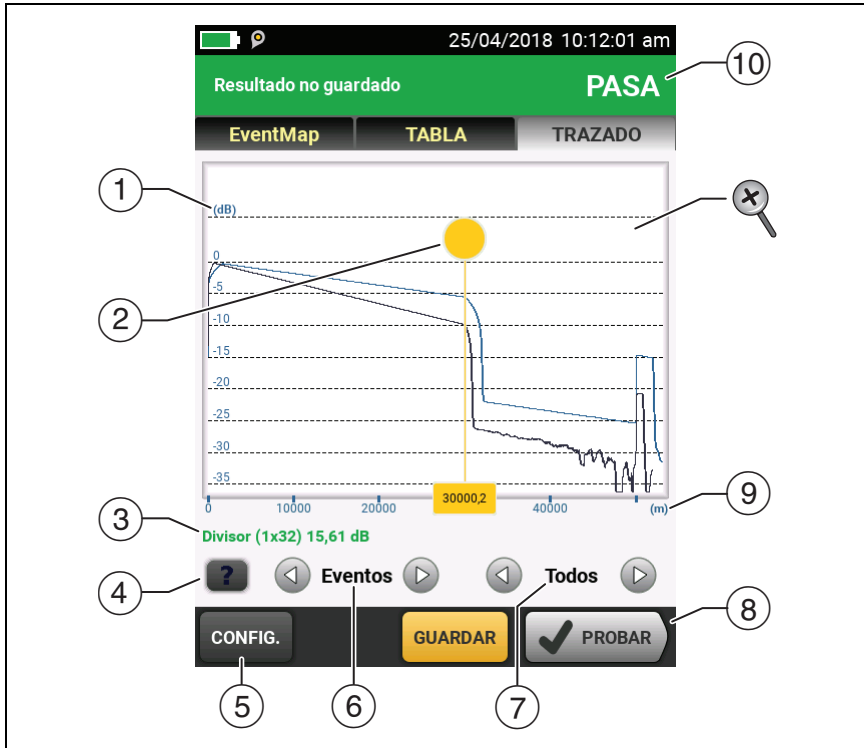 25/04/2018 10:12:01 am
Resultado no guardado
PASA
10
EventMap
TABLA
TRAZADO
1
(dB)
2
0
-5
-10
-15
-20
-25
-30
-35
0
10000
20000
30000,2
40000
(m)
9
3
Divisor (1x32) 15,61 dB
4
?
Eventos
Todos
8
CONFIG.
GUARDAR
PROBAR
5
6
7